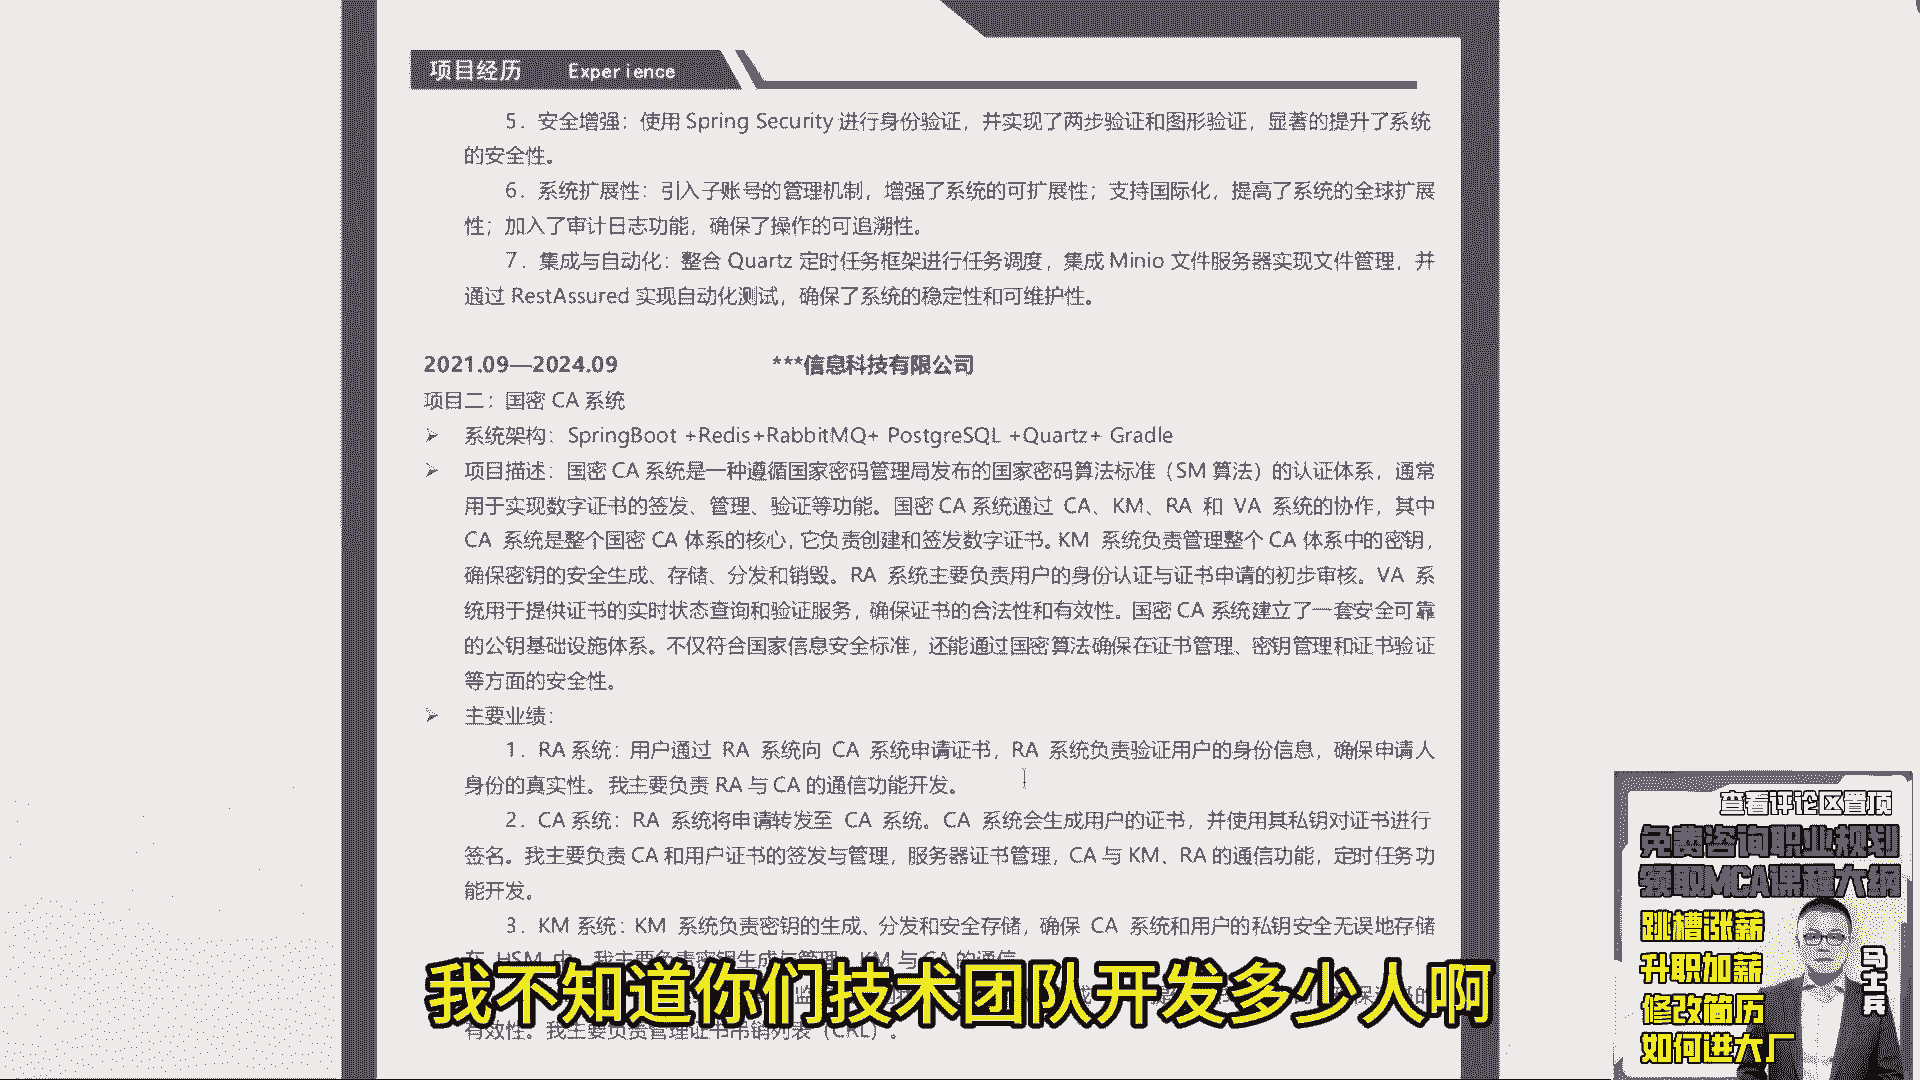 项目经历 Experience
5．安全增强：使用 Spring Security 进行身份验证，并实现了两步验证和图形验证，显著的提升了系统
的安全性。
6．系统扩展性：引入子账号的管理机制，增强了系统的可扩展性；支持国际化，提高了系统的全球扩展
性；加入了审计日志功能，确保了操作的可追溯性。
7．集成与自动化：整合 Quartz 定时任务框架进行任务调度，集成 Minio 文件服务器实现文件管理，并
通过 RestAssured 实现自动化测试，确保了系统的稳定性和可维护性。
2021.09—2024.09 ***信息科技有限公司
项目二：国密 CA 系统
➢ 系统架构：SpringBoot +Redis+RabbitMQ+ PostgreSQL +Quartz+ Gradle
➢ 项目描述：国密 CA 系统是一种遵循国家密码管理局发布的国家密码算法标准（SM 算法）的认证体系，通常
用于实现数字证书的签发、管理、验证等功能。国密 CA 系统通过 CA、KM、RA 和 VA 系统的协作，其中
CA 系统是整个国密 CA 体系的核心，它负责创建和签发数字证书。KM 系统负责管理整个 CA 体系中的密钥，
确保密钥的安全生成、存储、分发和销毁。RA 系统主要负责用户的身份认证与证书申请的初步审核。VA 系
统用于提供证书的实时状态查询和验证服务，确保证书的合法性和有效性。国密 CA 系统建立了一套安全可靠
的公钥基础设施体系。不仅符合国家信息安全标准，还能通过国密算法确保在证书管理、密钥管理和证书验证
等方面的安全性。
➢ 主要业绩：
1．RA 系统：用户通过 RA 系统向 CA 系统申请证书，RA 系统负责验证用户的身份信息，确保申请人
身份的真实性。我主要负责 RA 与 CA 的通信功能开发。
2．CA 系统：RA 系统将申请转发至 CA 系统。CA 系统会生成用户的证书，并使用其私钥对证书进行
签名。我主要负责 CA 和用户证书的签发与管理，服务器证书管理，CA 与 KM、RA 的通信功能，定时任务功
能开发。
3．KM 系统：KM 系统负责密钥的生成、分发和安全存储，确保 CA 系统和用户的私钥安全无误地存储
在 HSM 中。我主要负责密钥生成与管理，KM 与 CA 的通信
有效性。我主要负责管理证书吊销列表（CRL）。
我不知道你们技术团队开发多少人啊
查看评论区置顶
免费咨询职业规划
领取MCA课程大纲
跳槽涨薪
升职加薪
修改简历
如何进大厂
马士兵